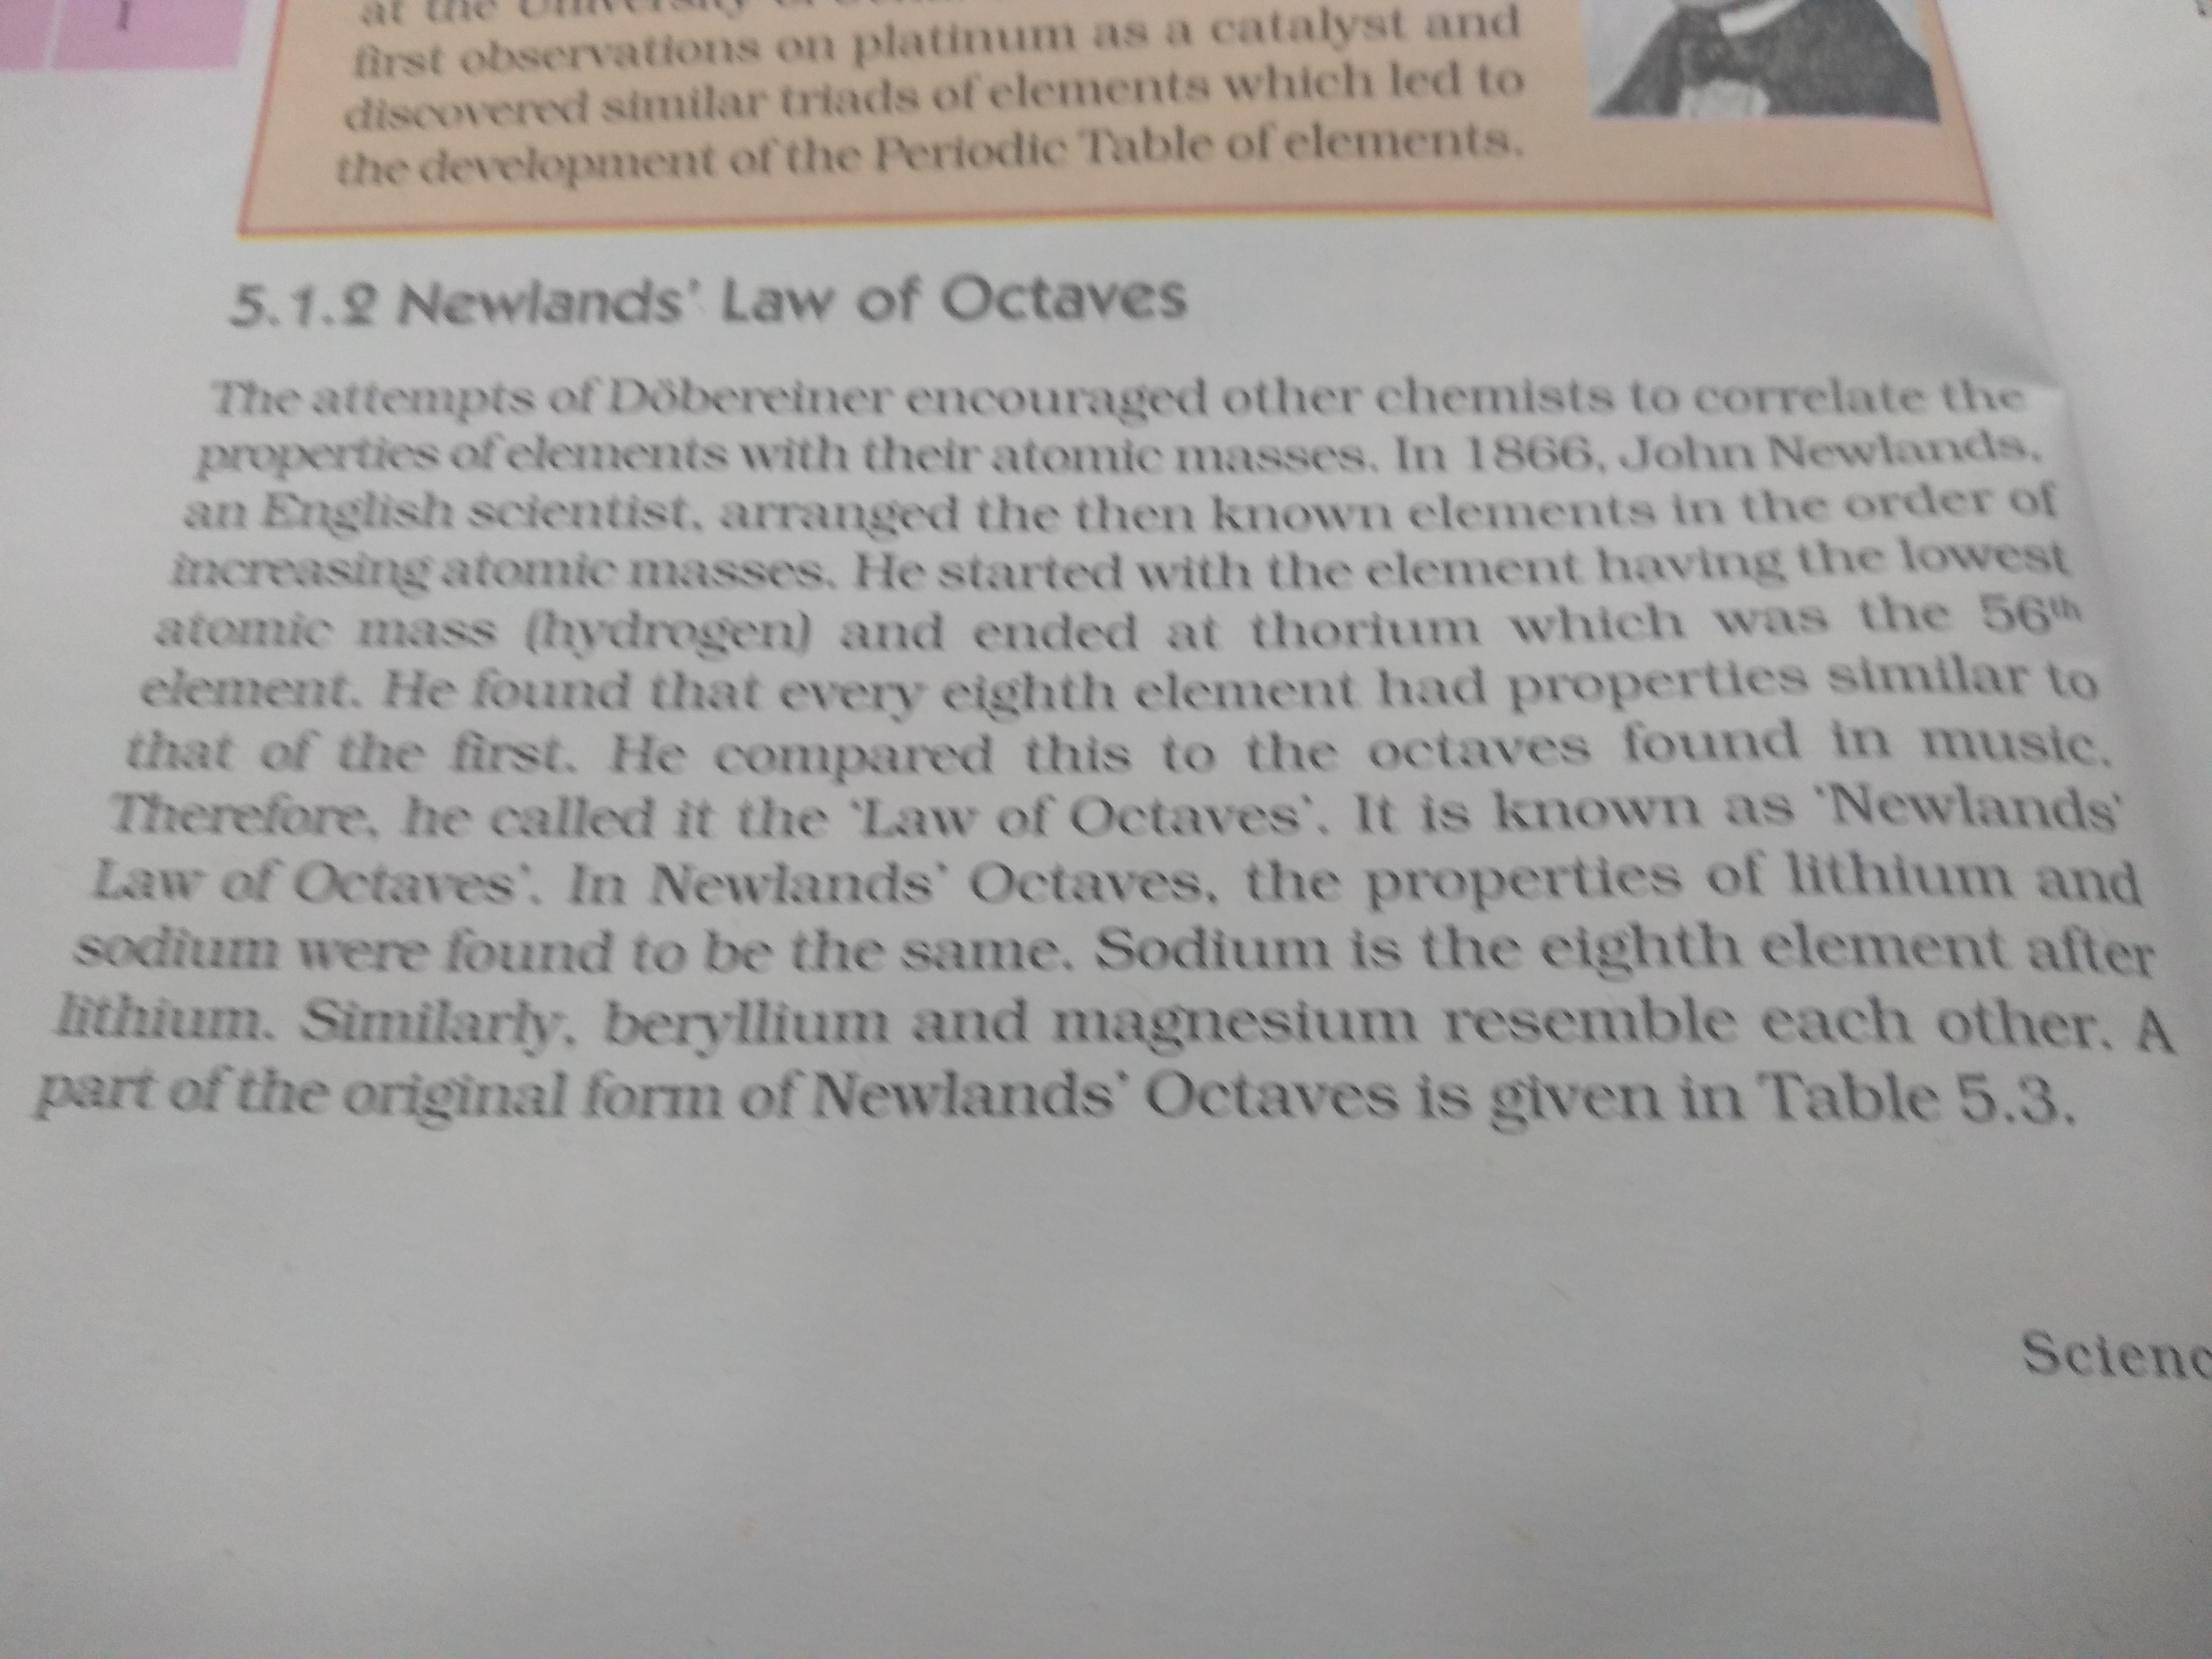 I
at the University of
first observations on platinum as a catalyst and
discovered similar triads of elements which led to
the development of the Periodic Table of elements.
5.1.2 Newlands’ Law of Octaves
The attempts of Döbereiner encouraged other chemists to correlate the
properties of elements with their atomic masses. In 1866, John Newlands,
an English scientist, arranged the then known elements in the order of
increasing atomic masses. He started with the element having the lowest
atomic mass (hydrogen) and ended at thorium which was the 56th
element. He found that every eighth element had properties similar to
that of the first. He compared this to the octaves found in music.
Therefore, he called it the ‘Law of Octaves’. It is known as ‘Newlands’
Law of Octaves’. In Newlands’ Octaves, the properties of lithium and
sodium were found to be the same. Sodium is the eighth element after
lithium. Similarly, beryllium and magnesium resemble each other. A
part of the original form of Newlands’ Octaves is given in Table 5.3.
Scienc